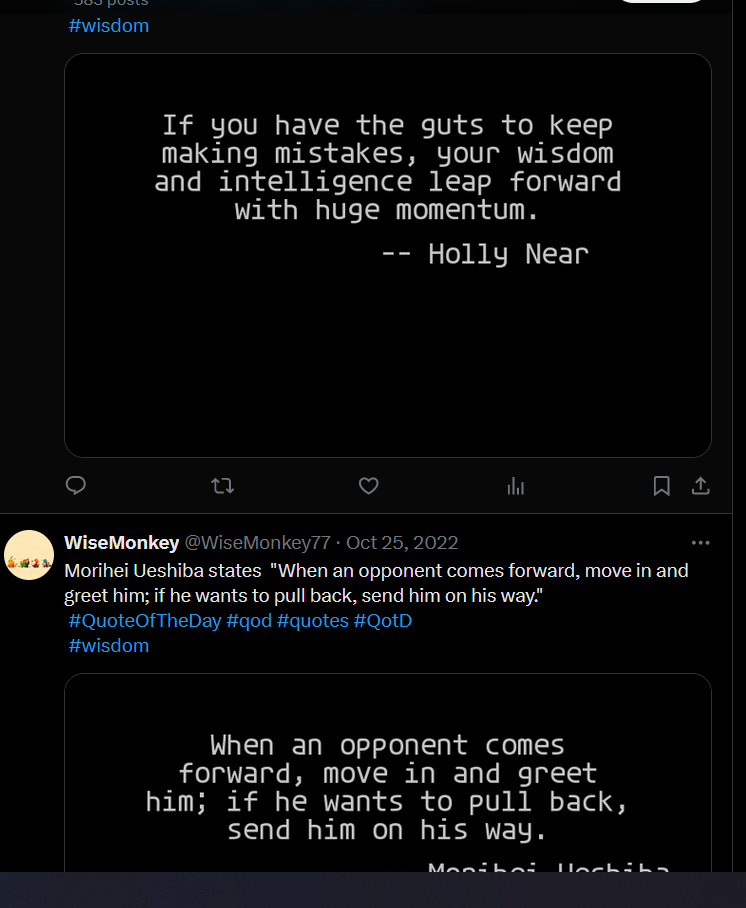 583 posts
#wisdom
If you have the guts to keep
making mistakes, your wisdom
and intelligence leap forward
with huge momentum.
-- Holly Near
WiseMonkey @WiseMonkey77 · Oct 25, 2022
Morihei Ueshiba states "When an opponent comes forward, move in and
greet him; if he wants to pull back, send him on his way."
#QuoteOfTheDay #qod #quotes #QotD
#wisdom
When an opponent comes
forward, move in and greet
him; if he wants to pull back,
send him on his way.
Morihei Ueshiba